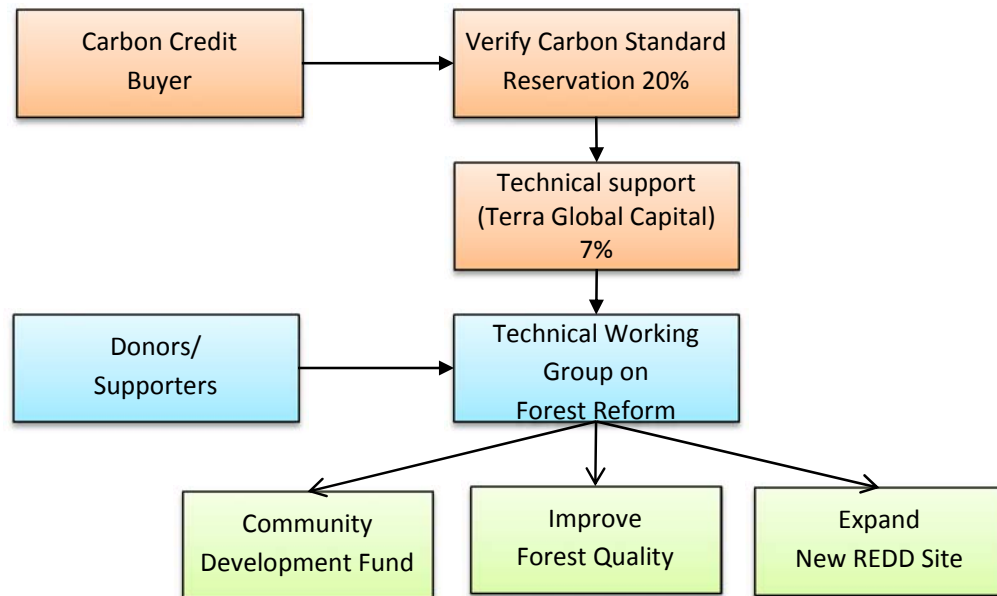 Carbon Credit
Buyer
Verify Carbon Standard
Reservation 20%
Technical support
(Terra Global Capital)
7%
Donors/
Supporters
Technical Working
Group on
Forest Reform
Community
Development Fund
Improve
Forest Quality
Expand
New REDD Site